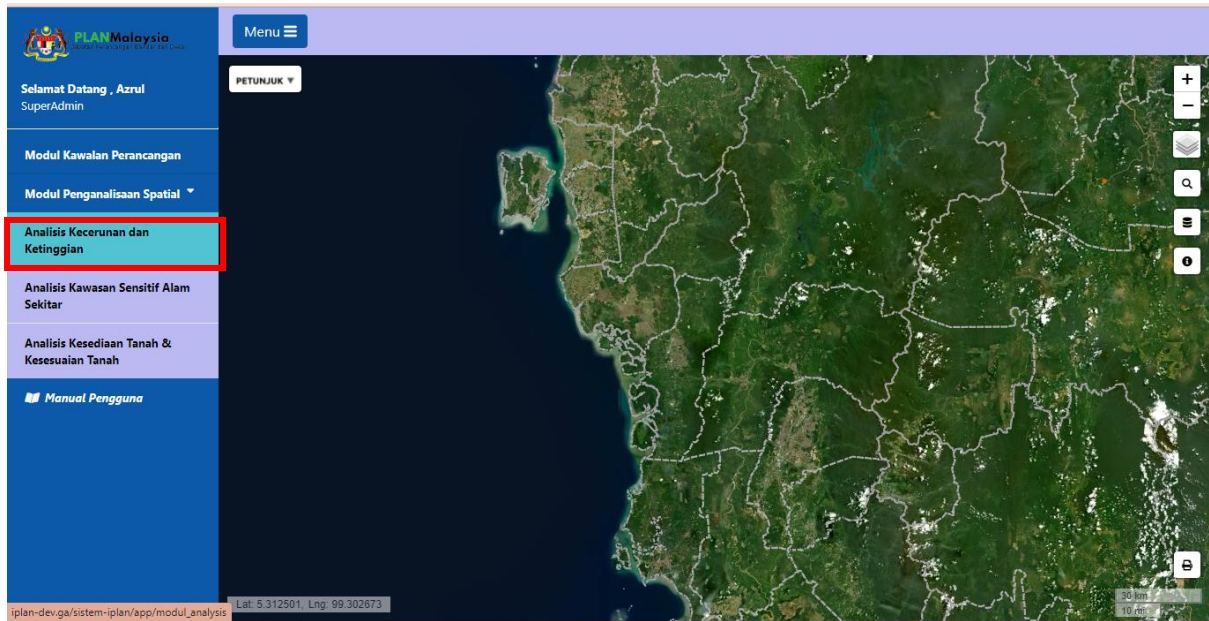 PLANMalaysia
Selamat Datang , Azrul
SuperAdmin
Modul Kawalan Perancangan
Modul Penganalisaan Spatial
Analisis Kecerunan dan
Ketinggian
Analisis Kawasan Sensitif Alam
Sekitar
Analisis Kesediaan Tanah &
Kesesuaian Tanah
Manual Pengguna
iplan-dev.ga/sistem-iplan/app/modul_analysis
Menu
PETUNJUK ▼
+
−
Lat: 5.312501, Lng: 99.302673
30 km
10 mi